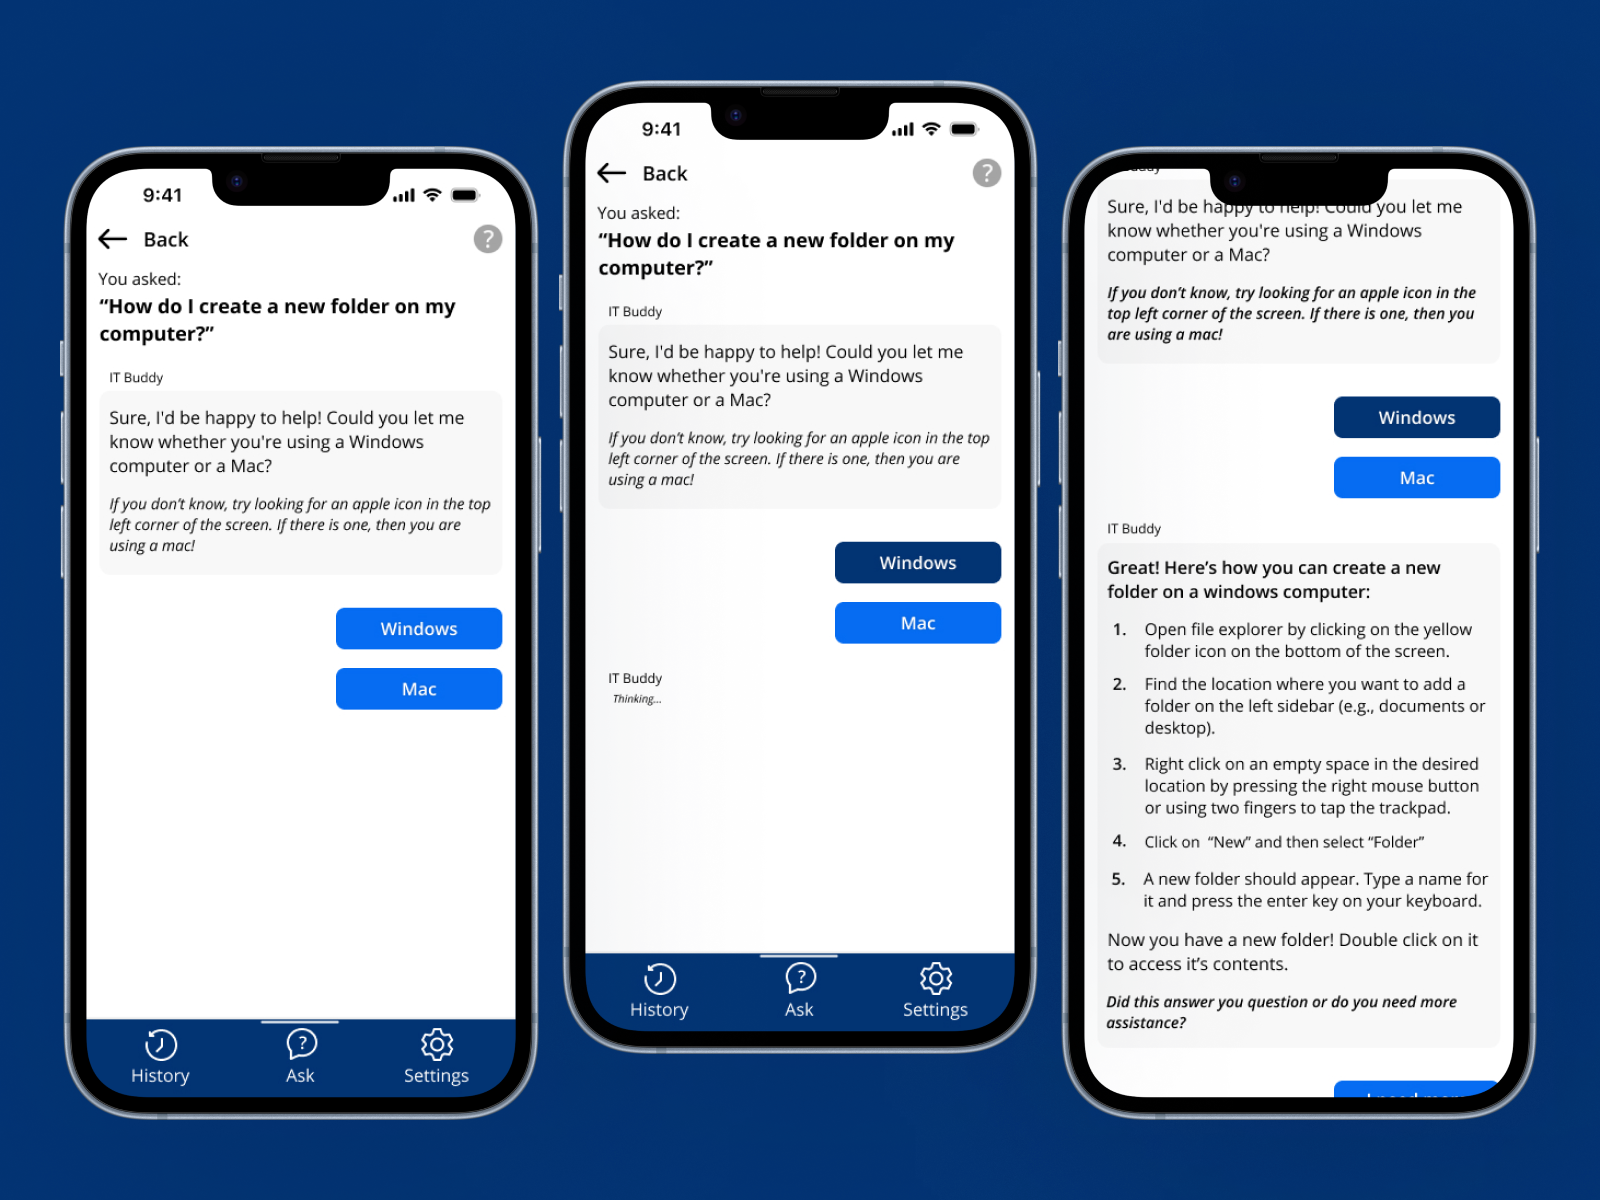 9:41
Back
?
You asked:
“How do I create a new folder on my
computer?”
IT Buddy
Sure, I'd be happy to help! Could you let me
know whether you're using a Windows
computer or a Mac?
If you don’t know, try looking for an apple icon in the top
left corner of the screen. If there is one, then you are
using a mac!
Windows
Mac
History
?
Ask
Settings
9:41
Back
?
You asked:
“How do I create a new folder on my
computer?”
IT Buddy
Sure, I'd be happy to help! Could you let me
know whether you're using a Windows
computer or a Mac?
If you don’t know, try looking for an apple icon in the top
left corner of the screen. If there is one, then you are
using a mac!
Windows
Mac
IT Buddy
Thinking...
History
?
Ask
Settings
Sure, I'd be happy to help! Could you let me
know whether you're using a Windows
computer or a Mac?
If you don’t know, try looking for an apple icon in the
top left corner of the screen. If there is one, then you
are using a mac!
Windows
Mac
IT Buddy
Great! Here’s how you can create a new
folder on a windows computer:
1. Open file explorer by clicking on the yellow
folder icon on the bottom of the screen.
2. Find the location where you want to add a
folder on the left sidebar (e.g., documents or
desktop).
3. Right click on an empty space in the desired
location by pressing the right mouse button
or using two fingers to tap the trackpad.
4. Click on “New” and then select “Folder”
5. A new folder should appear. Type a name for
it and press the enter key on your keyboard.
Now you have a new folder! Double click on it
to access it’s contents.
Did this answer you question or do you need more
assistance?